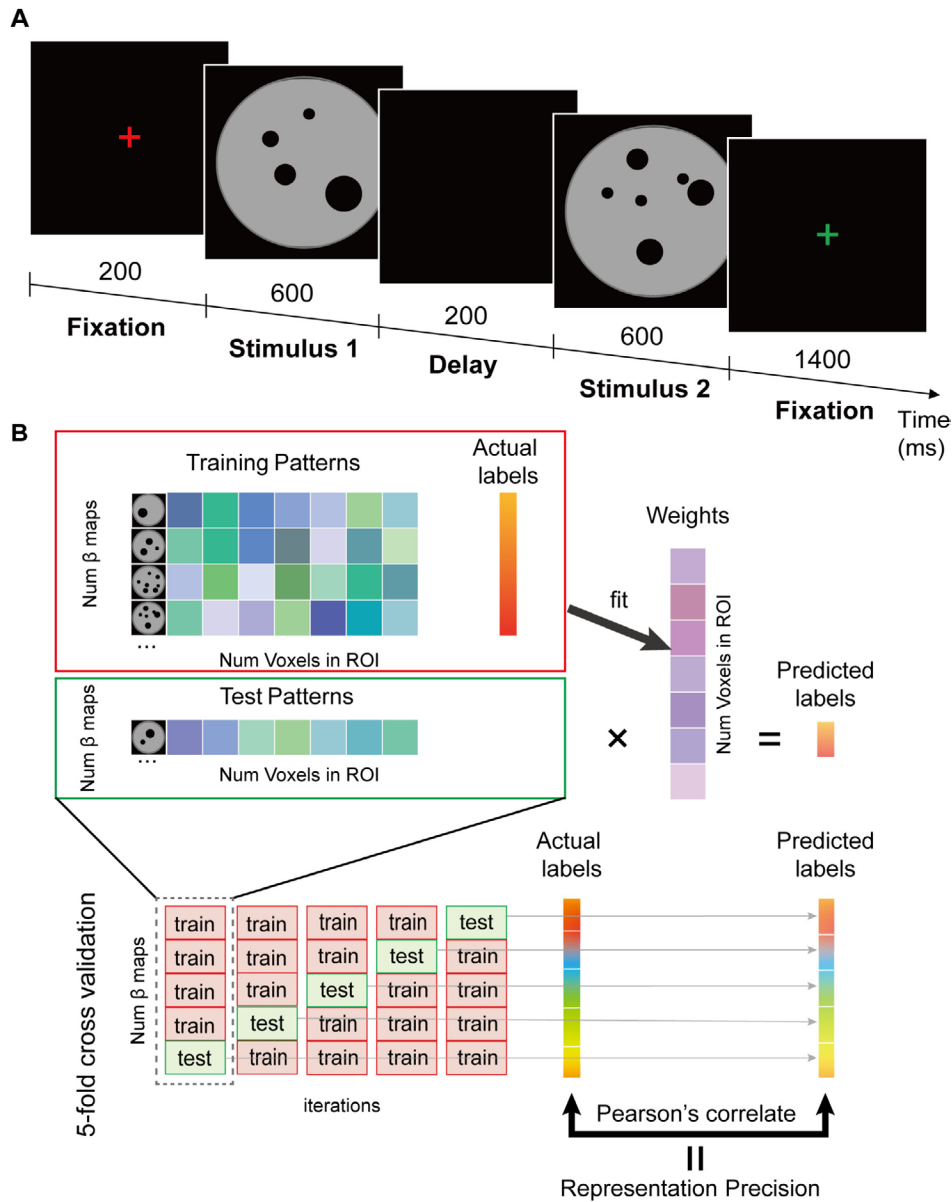 A
200
Fixation
600
Stimulus 1
200
Delay
600
Stimulus 2
1400
Fixation
Time
(ms)
B
Training Patterns
Actual
labels
Num β maps
...
Num Voxels in ROI
fit
Weights
Num Voxels in ROI
Test Patterns
Num β maps
...
Num Voxels in ROI
×
=
Predicted
labels
5-fold cross validation
Num β maps
train train train train test
train train train test train
train train test train train
train test train train train
test train train train train
iterations
Actual
labels
Predicted
labels
Pearson's correlate
=
Representation Precision